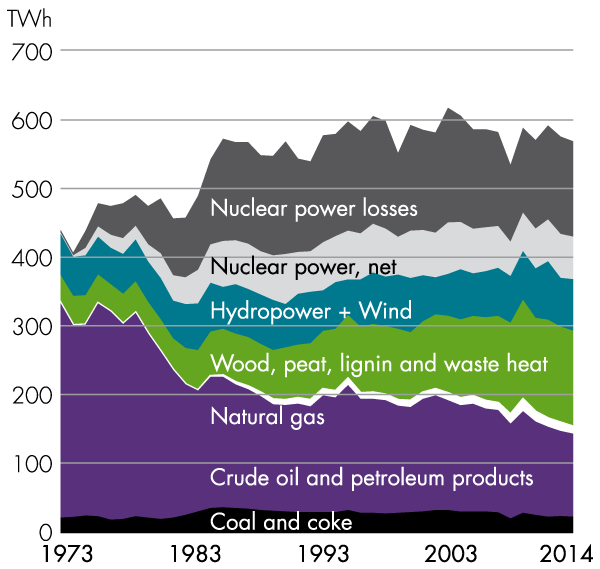 TWh
700
600
500
400
300
200
100
0
Nuclear power losses
Nuclear power, net
Hydropower + Wind
Wood, peat, lignin and waste heat
Natural gas
Crude oil and petroleum products
Coal and coke
1973 1983 1993 2003 2014